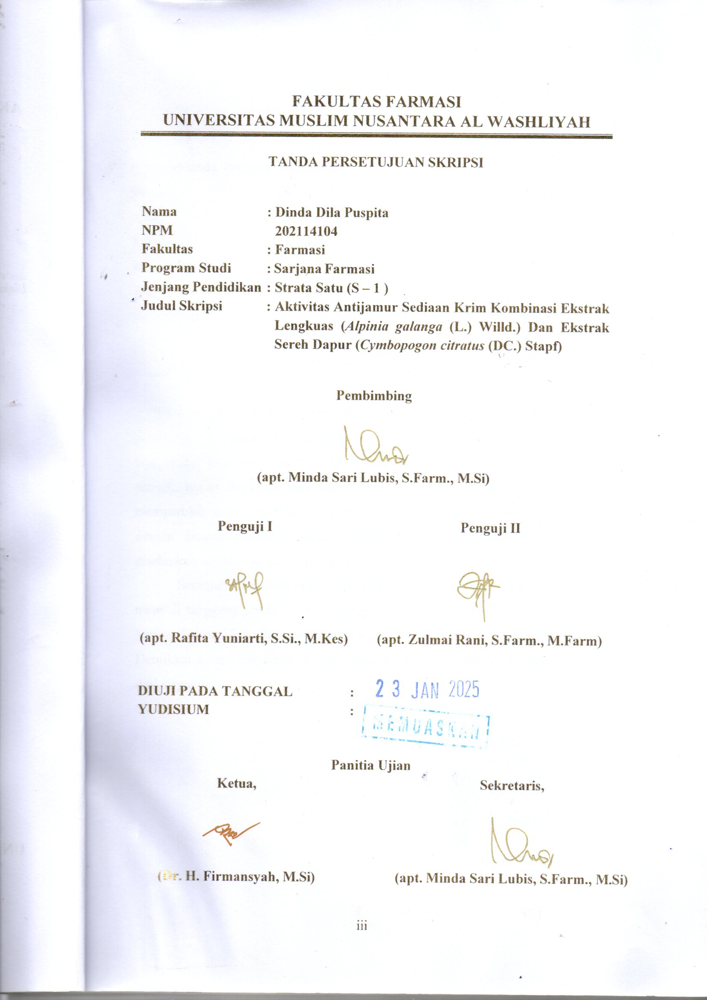 FAKULTAS FARMASI
UNIVERSITAS MUSLIM NUSANTARA AL WASHLIYAH
TANDA PERSETUJUAN SKRIPSI
Nama : Dinda Dila Puspita
NPM 202114104
Fakultas : Farmasi
Program Studi : Sarjana Farmasi
Jenjang Pendidikan : Strata Satu (S – 1 )
Judul Skripsi : Aktivitas Antijamur Sediaan Krim Kombinasi Ekstrak
Lengkuas (Alpinia galanga (L.) Willd.) Dan Ekstrak
Sereh Dapur (Cymbopogon citratus (DC.) Stapf)
Pembimbing
(apt. Minda Sari Lubis, S.Farm., M.Si)
Penguji I Penguji II
(apt. Rafita Yuniarti, S.Si., M.Kes) (apt. Zulmai Rani, S.Farm., M.Farm)
DIUJI PADA TANGGAL : 23 JAN 2025
YUDISIUM : MEMUASKAN
Panitia Ujian
Ketua, Sekretaris,
(Dr. H. Firmansyah, M.Si) (apt. Minda Sari Lubis, S.Farm., M.Si)
iii